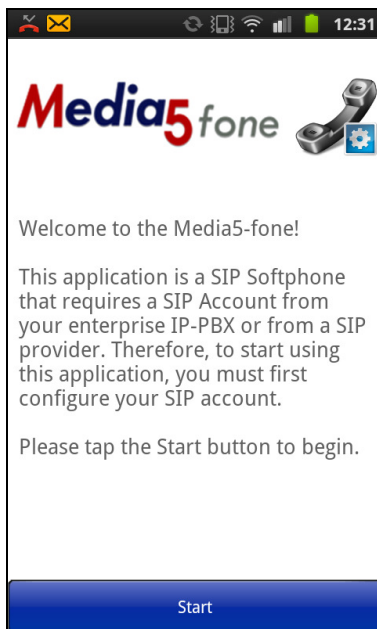 12:31
Media5 fone
Welcome to the Media5-fone!
This application is a SIP Softphone
that requires a SIP Account from
your enterprise IP-PBX or from a SIP
provider. Therefore, to start using
this application, you must first
configure your SIP account.
Please tap the Start button to begin.
Start